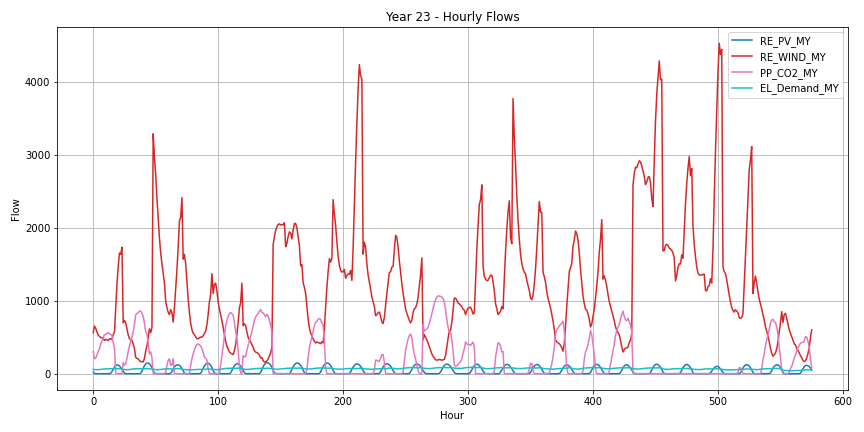 Year 23 - Hourly Flows
RE_PV_MY
RE_WIND_MY
PP_CO2_MY
EL_Demand_MY
Flow
4000
3000
2000
1000
0
0 100 200 300 400 500 600
Hour